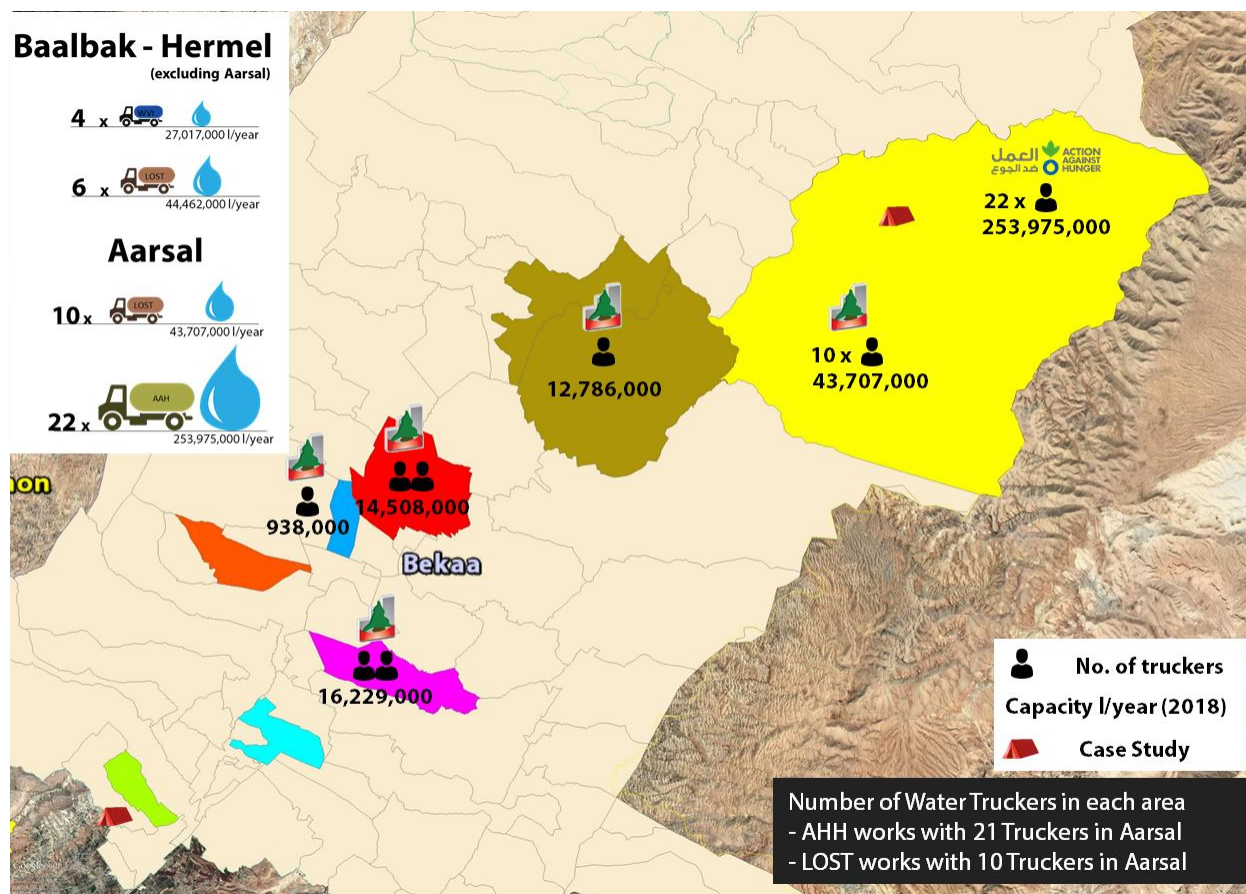 Baalbak - Hermel
(excluding Aarsal)
4 x WVI
27,017,000 l/year
6 x LOST
44,462,000 l/year
Aarsal
10 x LOST
43,707,000 l/year
22 x AAH
253,975,000 l/year
العمل ACTION
ضد الجوع AGAINST
HUNGER
22 x
253,975,000
10 x
43,707,000
12,786,000
14,508,000
938,000
on
Bekaa
16,229,000
No. of truckers
Capacity l/year (2018)
Case Study
Number of Water Truckers in each area
- AHH works with 21 Truckers in Aarsal
- LOST works with 10 Truckers in Aarsal